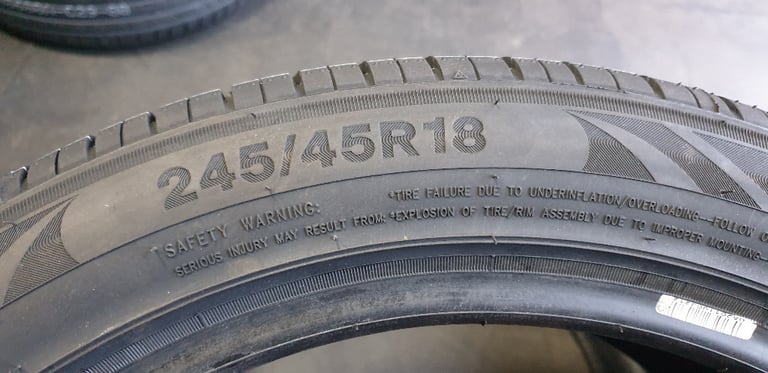 245/45R18
SAFETY WARNING:
SERIOUS INJURY MAY RESULT FROM:
*TIRE FAILURE DUE TO UNDERINFLATION/OVERLOADING—FOLLOW
*EXPLOSION OF TIRE/RIM ASSEMBLY DUE TO IMPROPER MOUNTING—